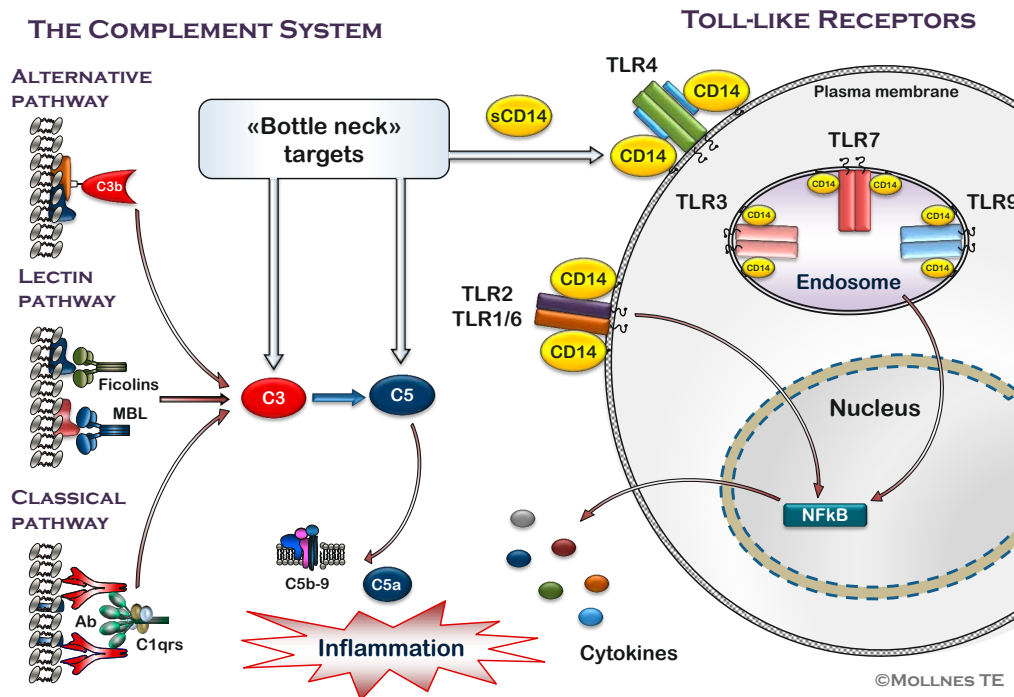 THE COMPLEMENT SYSTEM
TOLL-LIKE RECEPTORS
ALTERNATIVE
PATHWAY
C3b
LECTIN
PATHWAY
Ficolins
MBL
CLASSICAL
PATHWAY
Ab
C1qrs
«Bottle neck»
targets
C3
C5
C5b-9
C5a
Inflammation
sCD14
TLR4
CD14
CD14
Plasma membrane
TLR7
CD14
CD14
TLR3
CD14
CD14
TLR9
CD14
CD14
Endosome
TLR2
TLR1/6
CD14
CD14
Nucleus
NFkB
Cytokines
©MOLLNES TE